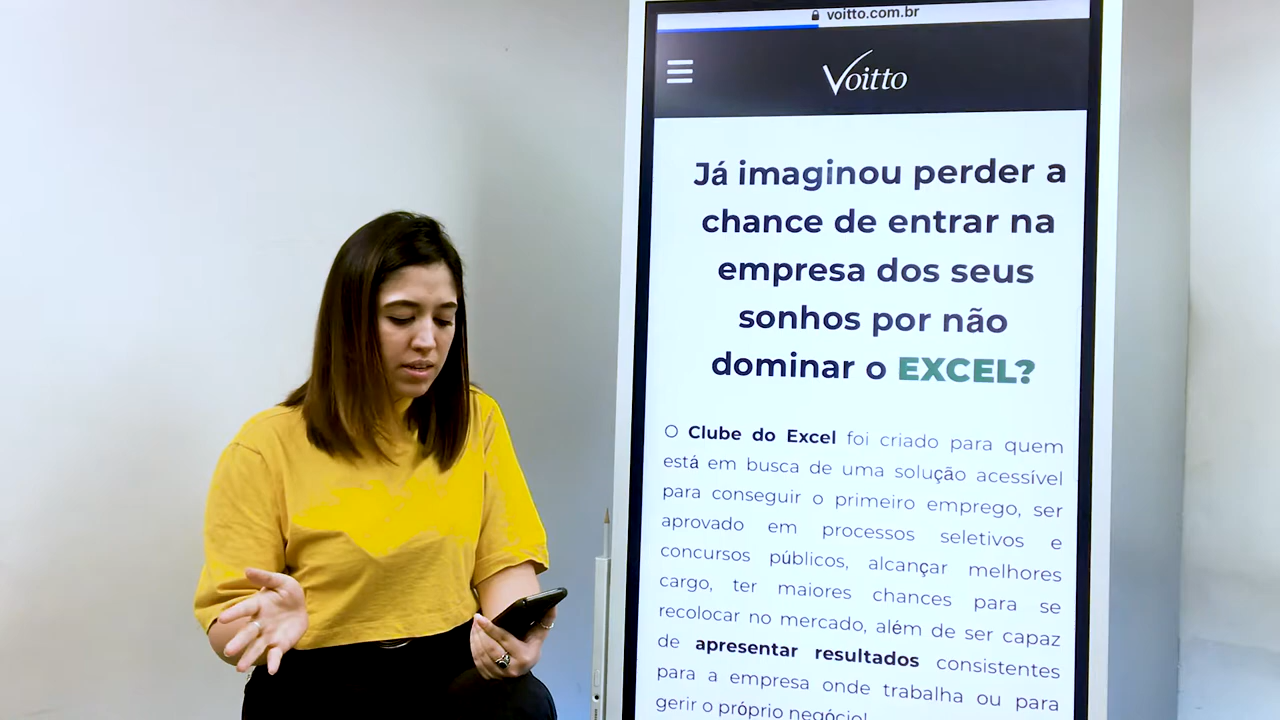 voitto.com.br
Voitto
Já imaginou perder a
chance de entrar na
empresa dos seus
sonhos por não
dominar o EXCEL?
O Clube do Excel foi criado para quem
está em busca de uma solução acessível
para conseguir o primeiro emprego, ser
aprovado em processos seletivos e
concursos públicos, alcançar melhores
cargo, ter maiores chances para se
recolocar no mercado, além de ser capaz
de apresentar resultados consistentes
para a empresa onde trabalha ou para
gerir o próprio negócio!